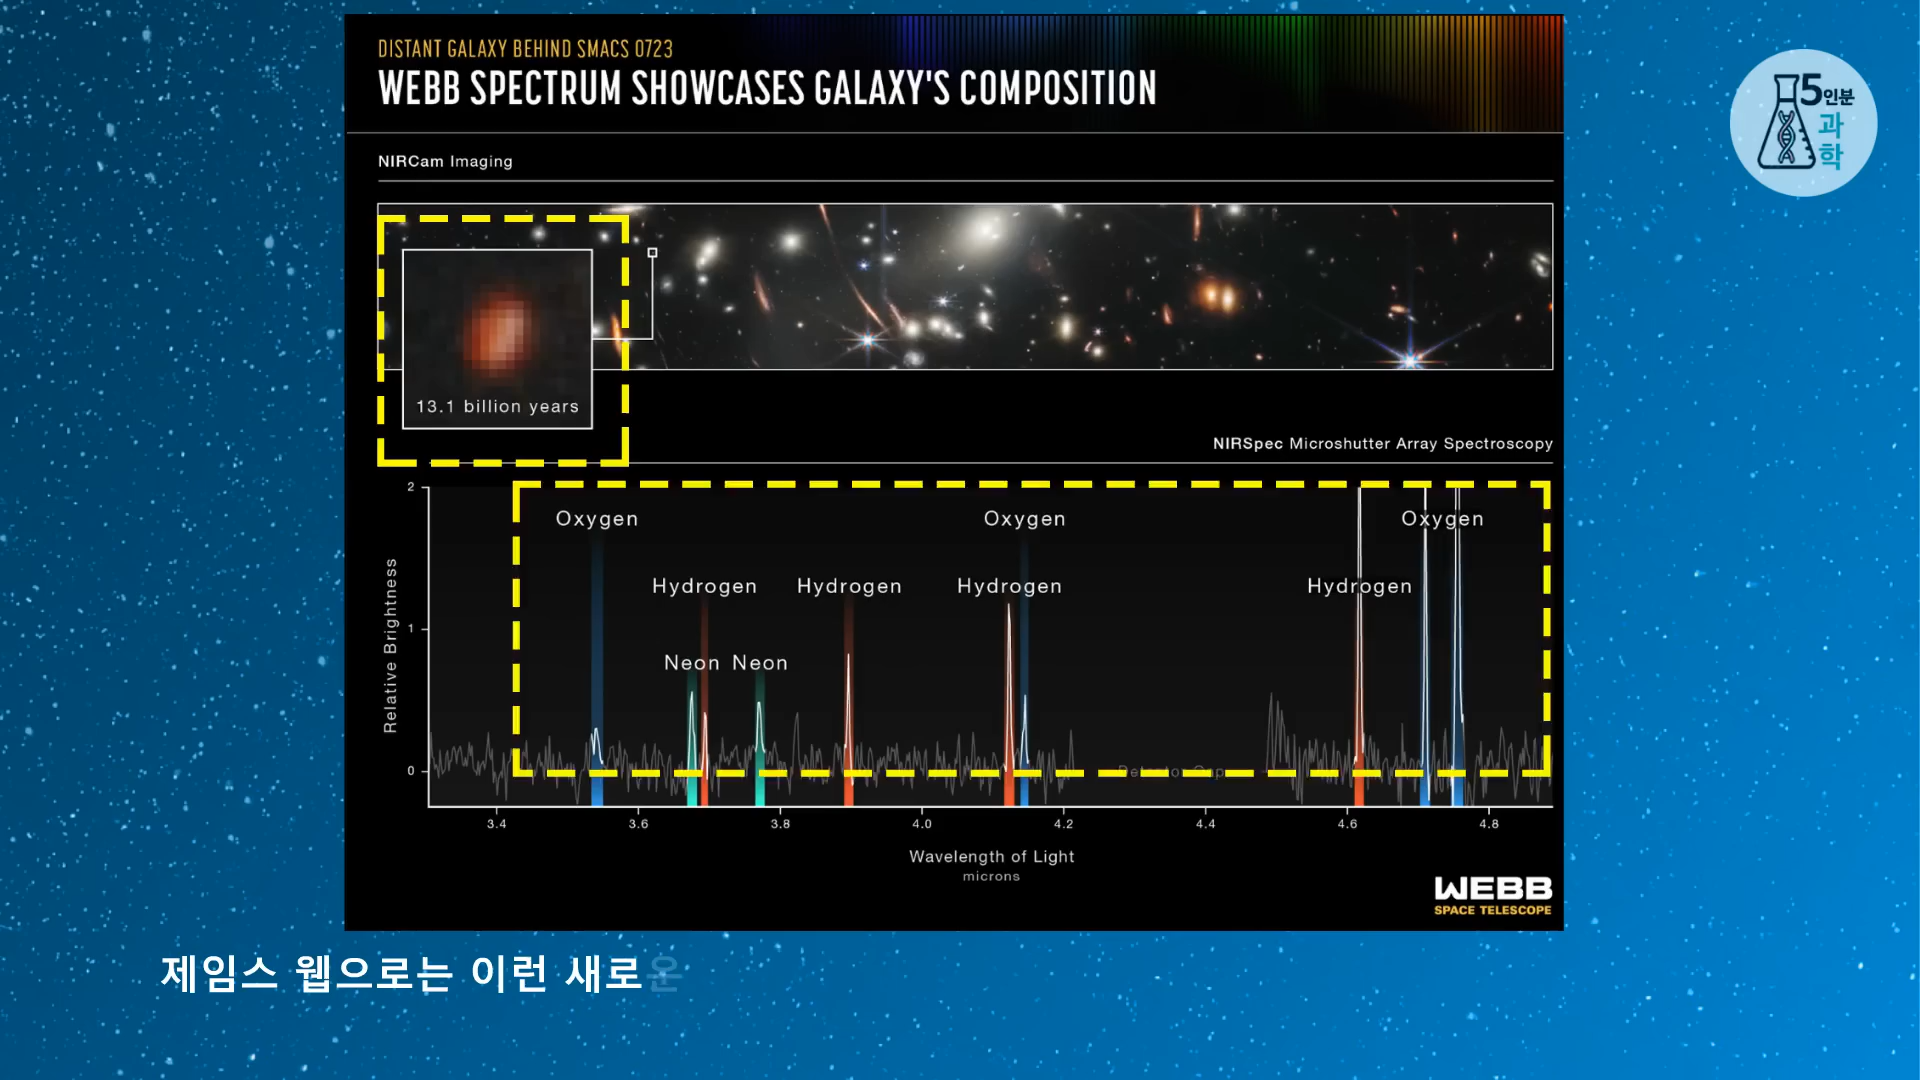 DISTANT GALAXY BEHIND SMACS 0723
WEBB SPECTRUM SHOWCASES GALAXY'S COMPOSITION
5인분
과
학
NIRCam Imaging
13.1 billion years
NIRSpec Microshutter Array Spectroscopy
2
Oxygen Oxygen Oxygen
Hydrogen Hydrogen Hydrogen Hydrogen
1
Neon Neon
Relative Brightness
0
Detector Gap
3.4 3.6 3.8 4.0 4.2 4.4 4.6 4.8
Wavelength of Light
microns
WEBB
SPACE TELESCOPE
제임스 웹으로는 이런 새로운